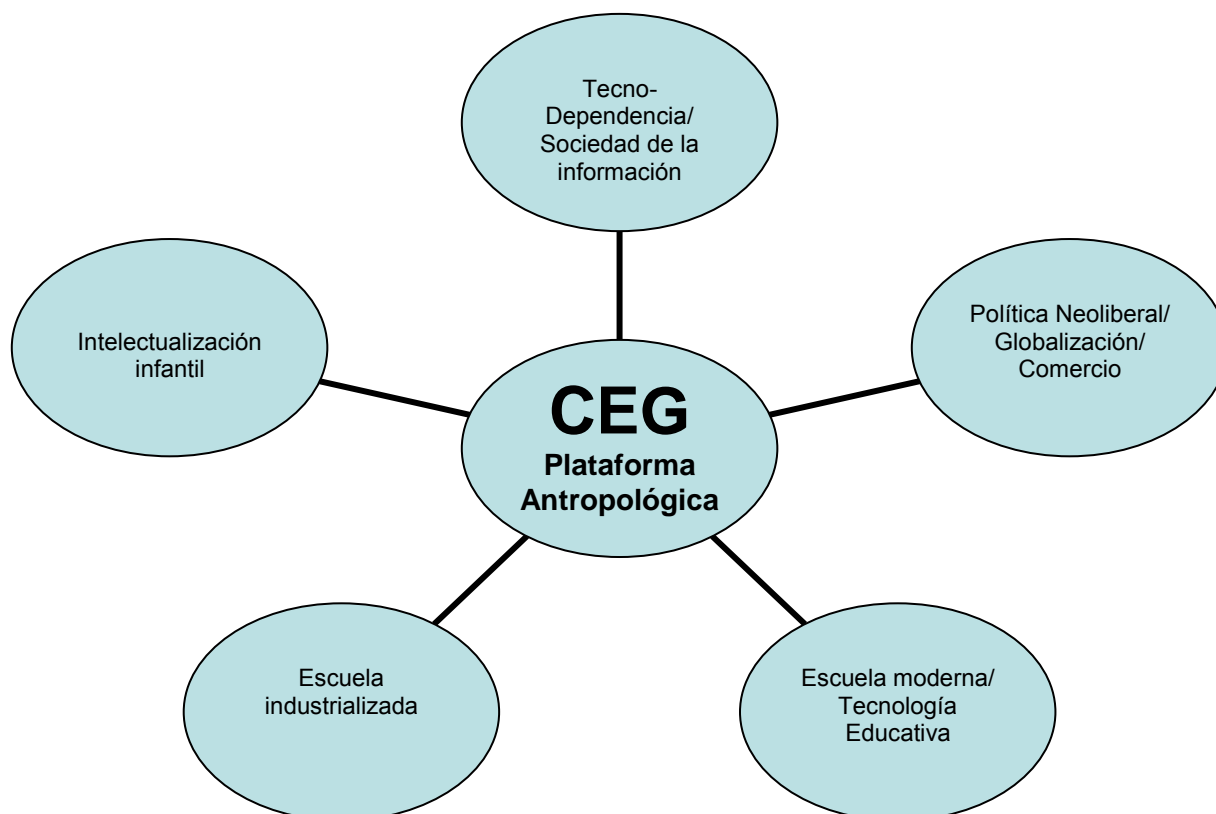 Tecno-
Dependencia/
Sociedad de la
información
Política Neoliberal/
Globalización/
Comercio
Intelectualización
infantil
CEG
Plataforma
Antropológica
Escuela
industrializada
Escuela moderna/
Tecnología
Educativa